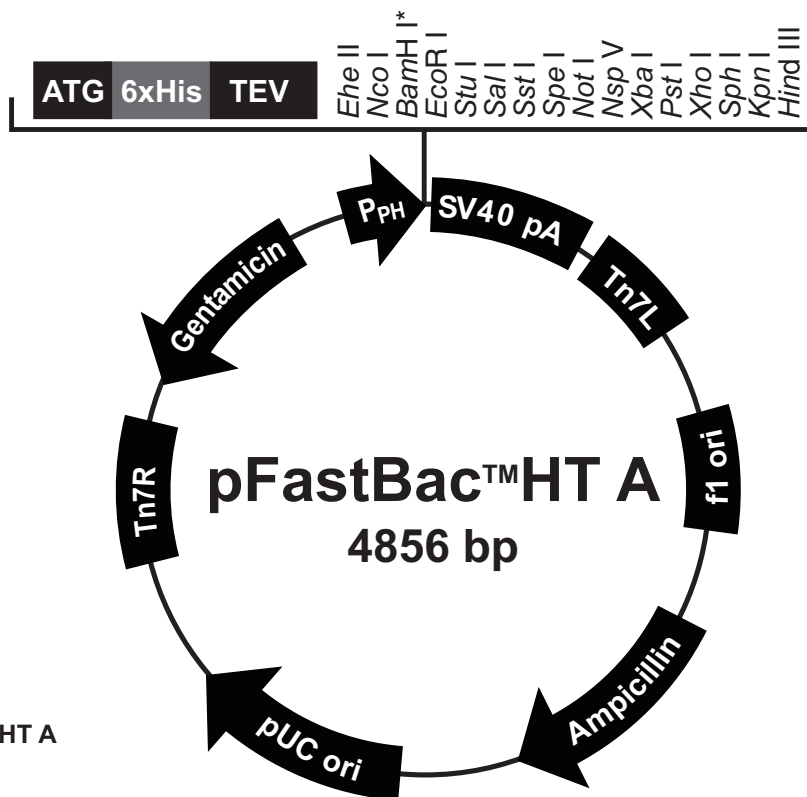 ATG 6xHis TEV
Ehe II
Nco I
BamH I*
EcoR I
Stu I
Sal I
Sst I
Spe I
Not I
Nsp V
Xba I
Pst I
Xho I
Sph I
Kpn I
Hind III
PPH
SV40 pA
Tn7L
f1 ori
Ampicillin
pUC ori
Tn7R
Gentamicin
pFastBac™HT A
4856 bp
HT A